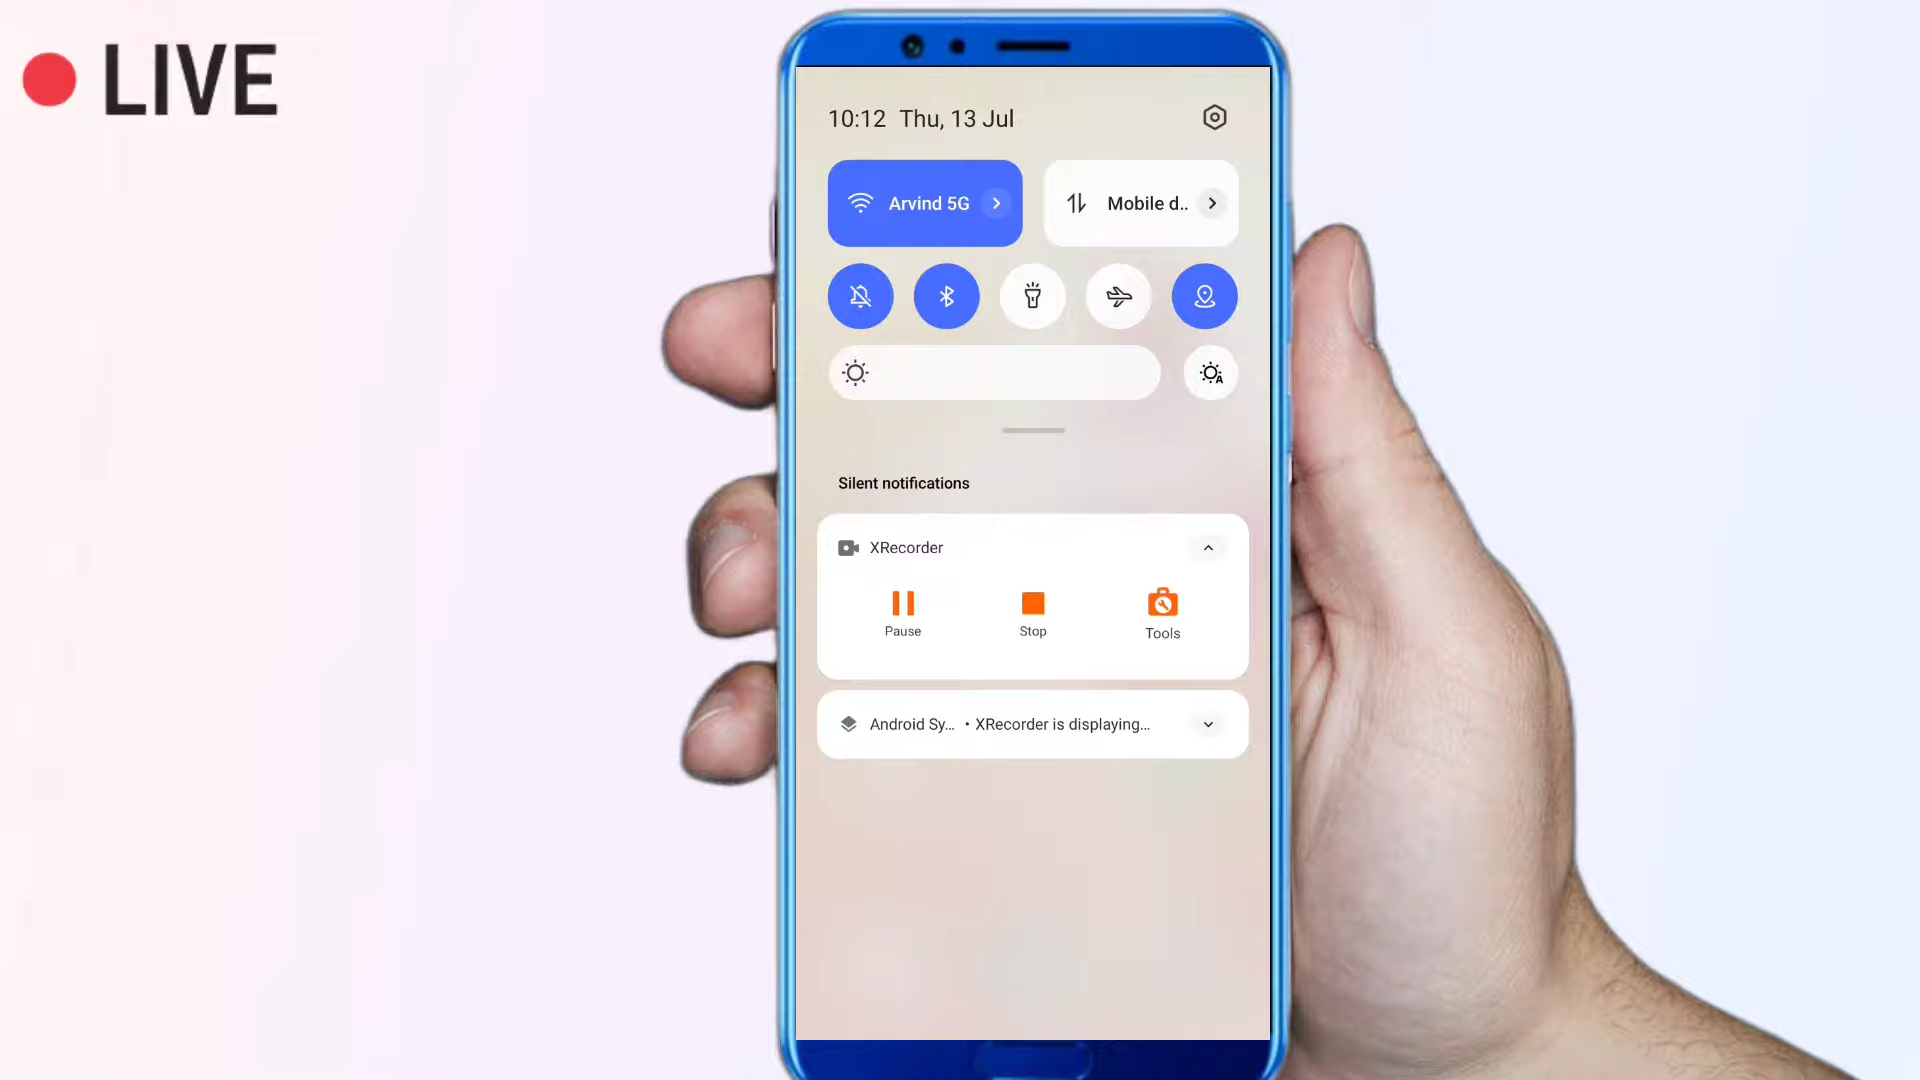 LIVE
10:12 Thu, 13 Jul
Arvind 5G
Mobile d..
Silent notifications
XRecorder
Pause
Stop
Tools
Android Sy... • XRecorder is displaying...